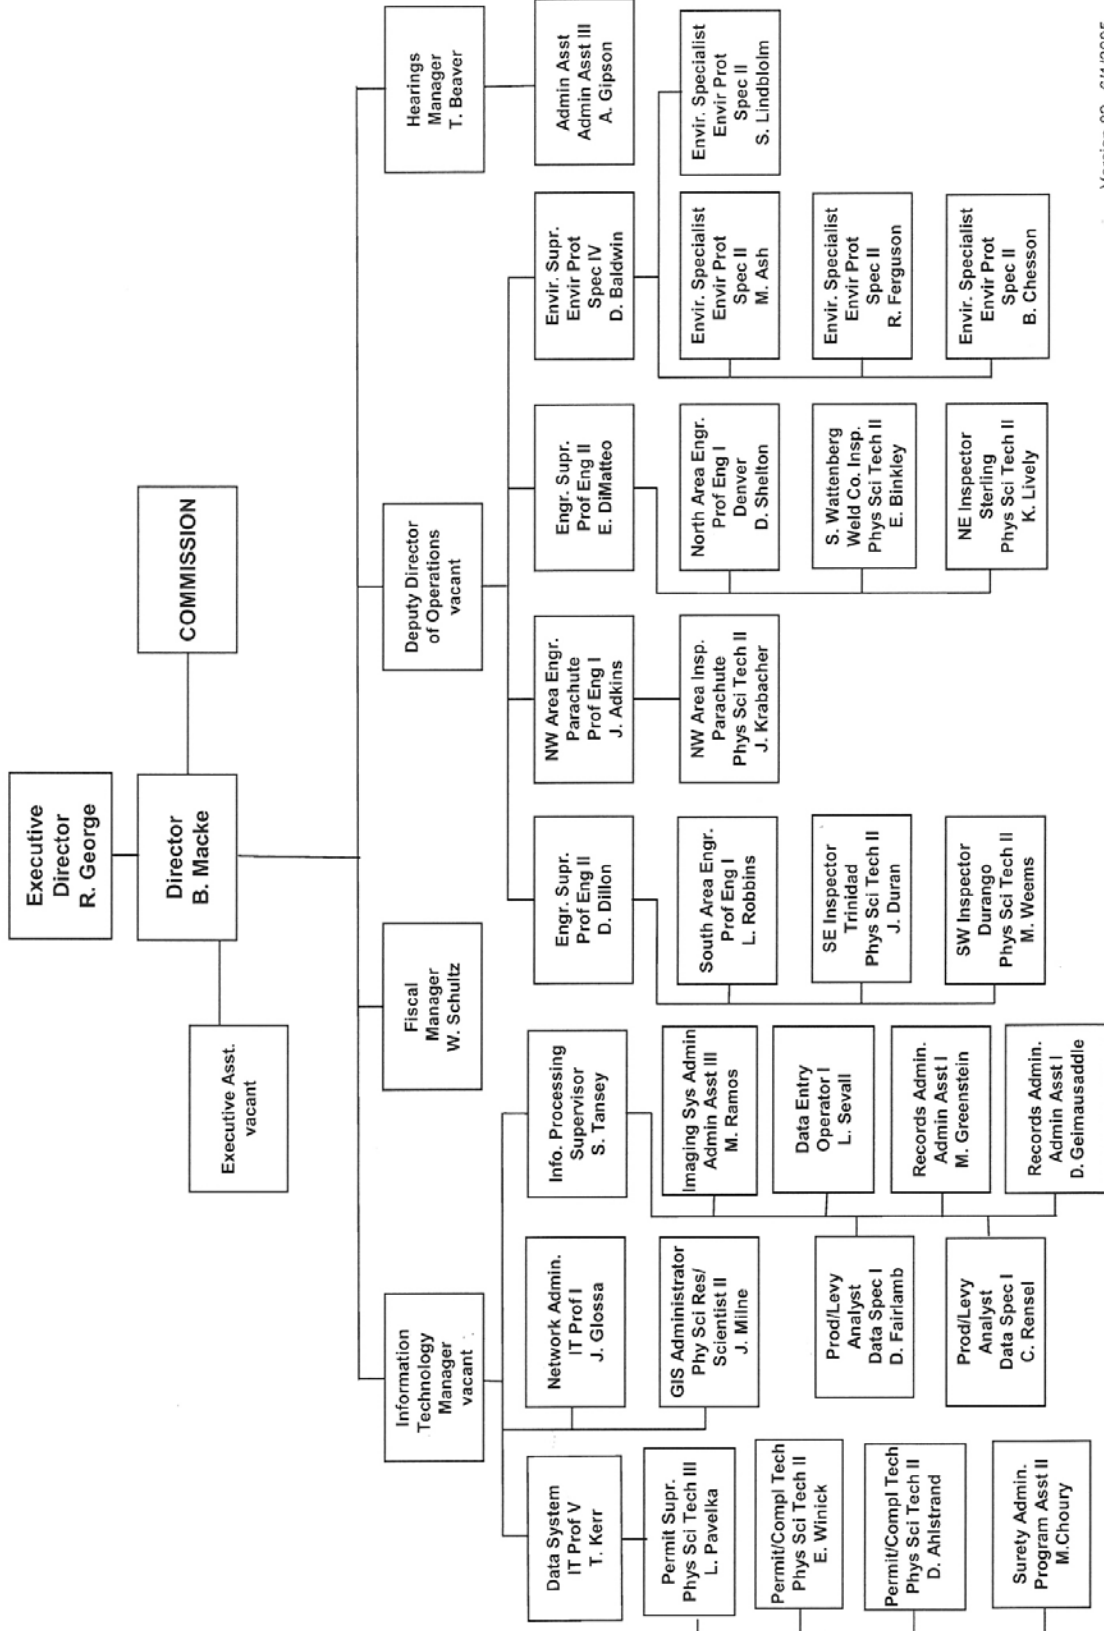 Executive
Director
R. George
Director
B. Macke
COMMISSION
Executive Asst.
vacant
Information
Technology
Manager
vacant
Fiscal
Manager
W. Schultz
Deputy Director
of Operations
vacant
Hearings
Manager
T. Beaver
Data System
IT Prof V
T. Kerr
Network Admin.
IT Prof I
J. Glossa
Info. Processing
Supervisor
S. Tansey
Engr. Supr.
Prof Eng II
D. Dillon
NW Area Engr.
Parachute
Prof Eng I
J. Adkins
Engr. Supr.
Prof Eng II
E. DiMatteo
Envir. Supr.
Envir Prot
Spec IV
D. Baldwin
Admin Asst
Admin Asst III
A. Gipson
Permit Supr.
Phys Sci Tech III
L. Pavelka
GIS Administrator
Phy Sci Res/
Scientist II
J. Milne
Imaging Sys Admin
Admin Asst III
M. Ramos
South Area Engr.
Prof Eng I
L. Robbins
NW Area Insp.
Parachute
Phys Sci Tech II
J. Krabacher
North Area Engr.
Prof Eng I
Denver
D. Shelton
Envir. Specialist
Envir Prot
Spec II
M. Ash
Envir. Specialist
Envir Prot
Spec II
S. Lindblolm
Permit/Compl Tech
Phys Sci Tech II
E. Winick
Prod/Levy
Analyst
Data Spec I
D. Fairlamb
Data Entry
Operator I
L. Sevall
SE Inspector
Trinidad
Phys Sci Tech II
J. Duran
S. Wattenberg
Weld Co. Insp.
Phys Sci Tech II
E. Binkley
Envir. Specialist
Envir Prot
Spec II
R. Ferguson
Permit/Compl Tech
Phys Sci Tech II
D. Ahlstrand
Prod/Levy
Analyst
Data Spec I
C. Rensel
Records Admin.
Admin Asst I
M. Greenstein
SW Inspector
Durango
Phys Sci Tech II
M. Weems
NE Inspector
Sterling
Phys Sci Tech II
K. Lively
Envir. Specialist
Envir Prot
Spec II
B. Chesson
Surety Admin.
Program Asst II
M.Choury
Records Admin.
Admin Asst I
D. Geimausaddle